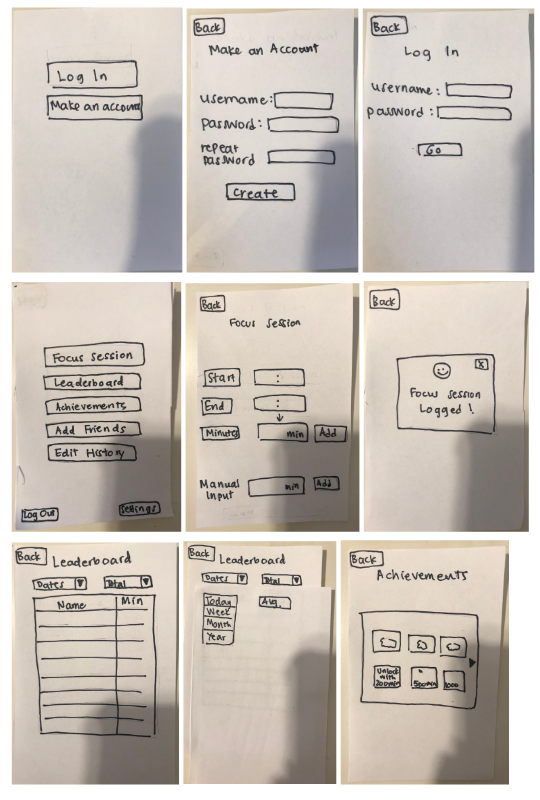 Log In
Make an account
Back
Make an Account
username:
password:
repeat
password
Create
Back
Log In
username:
password:
Go
Focus Session
Leaderboard
Achievements
Add Friends
Edit History
Log Out
Settings
Back
Focus Session
Start :
End :
Minutes min Add
Manual
Input min Add
Back
X
Focus Session
Logged!
Back Leaderboard
Dates Total
Name Min
Back Leaderboard
Dates Total
Today Avg.
Week
Month
Year
Back
Achievements
Unlock
with
200min
500min
1000